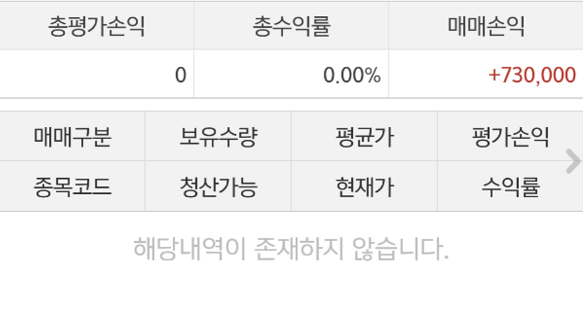 총평가손익 총수익률 매매손익
0 0.00% +730,000
매매구분 보유수량 평균가 평가손익
종목코드 청산가능 현재가 수익률
해당내역이 존재하지 않습니다.